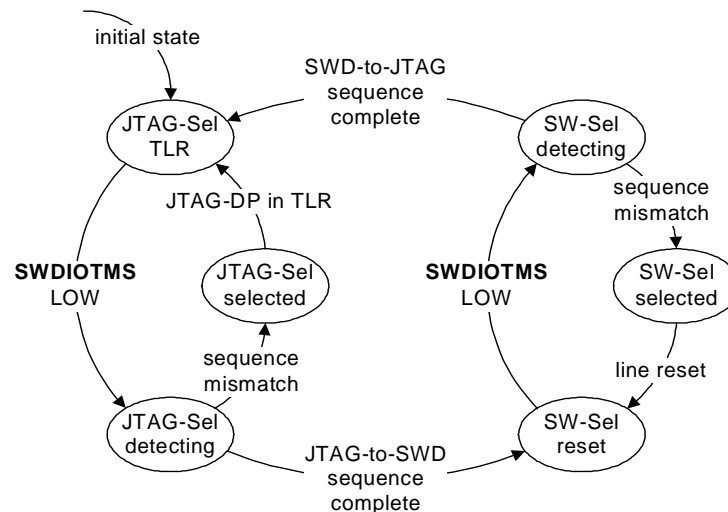 initial state
SWD-to-JTAG
sequence
complete
JTAG-Sel
TLR
SW-Sel
detecting
JTAG-DP in TLR
sequence
mismatch
SWDIOTMS
LOW
JTAG-Sel
selected
SWDIOTMS
LOW
SW-Sel
selected
sequence
mismatch
line reset
JTAG-Sel
detecting
SW-Sel
reset
JTAG-to-SWD
sequence
complete